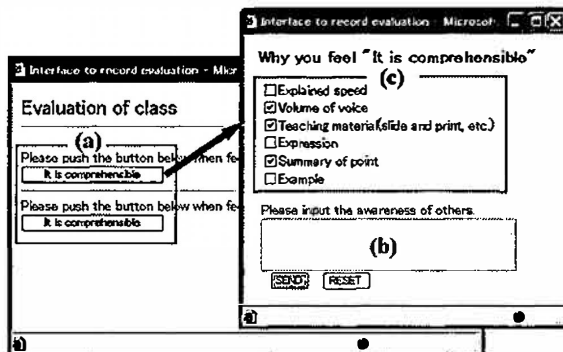 Interface to record evaluation - Micr
Evaluation of class
(a)
Please push the button below when fe
It is comprehensible
Please push the button below when fe
It is comprehensible
Interface to record evaluation - Microsof
Why you feel "It is comprehensible"
(c)
Explained speed
Volume of voice
Teaching material(slide and print, etc.)
Expression
Summary of point
Example
Please input the awareness of others.
(b)
SEND
RESET